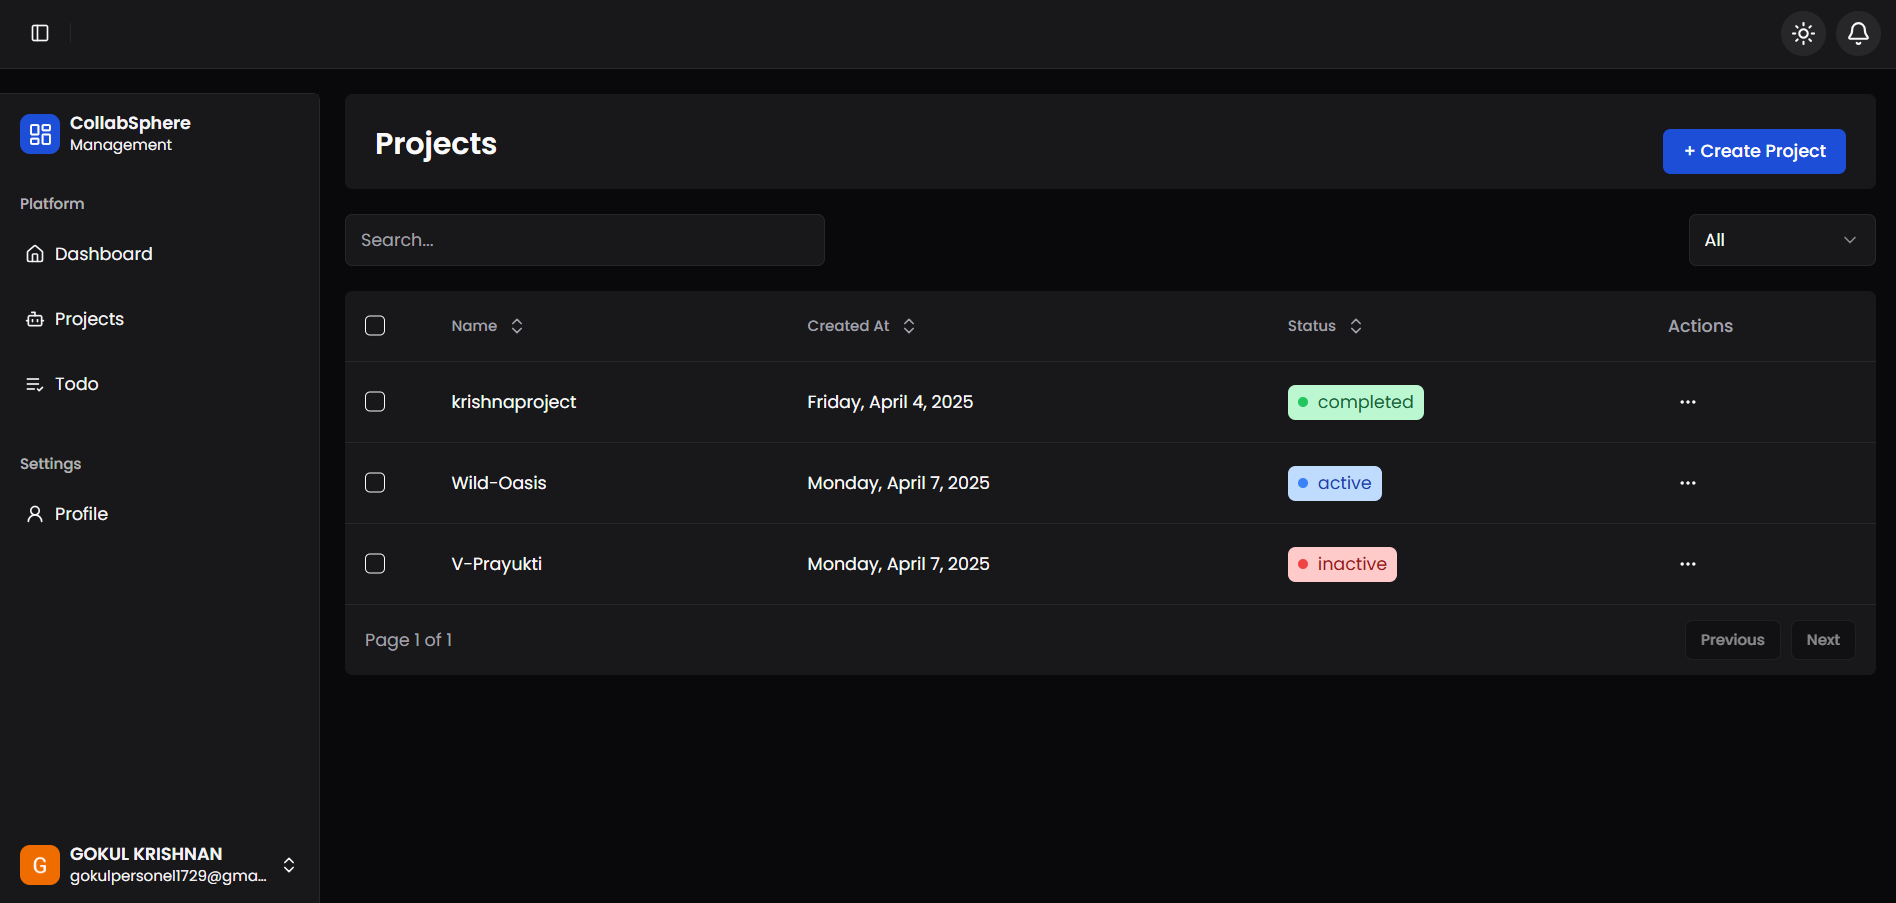 CollabSphere
Management
Platform
Dashboard
Projects
Todo
Settings
Profile
GOKUL KRISHNAN
gokulpersonel1729@gma...
Projects
+ Create Project
Search...
All
Name Created At Status Actions
krishnaproject Friday, April 4, 2025 completed
Wild-Oasis Monday, April 7, 2025 active
V-Prayukti Monday, April 7, 2025 inactive
Page 1 of 1
Previous Next
G